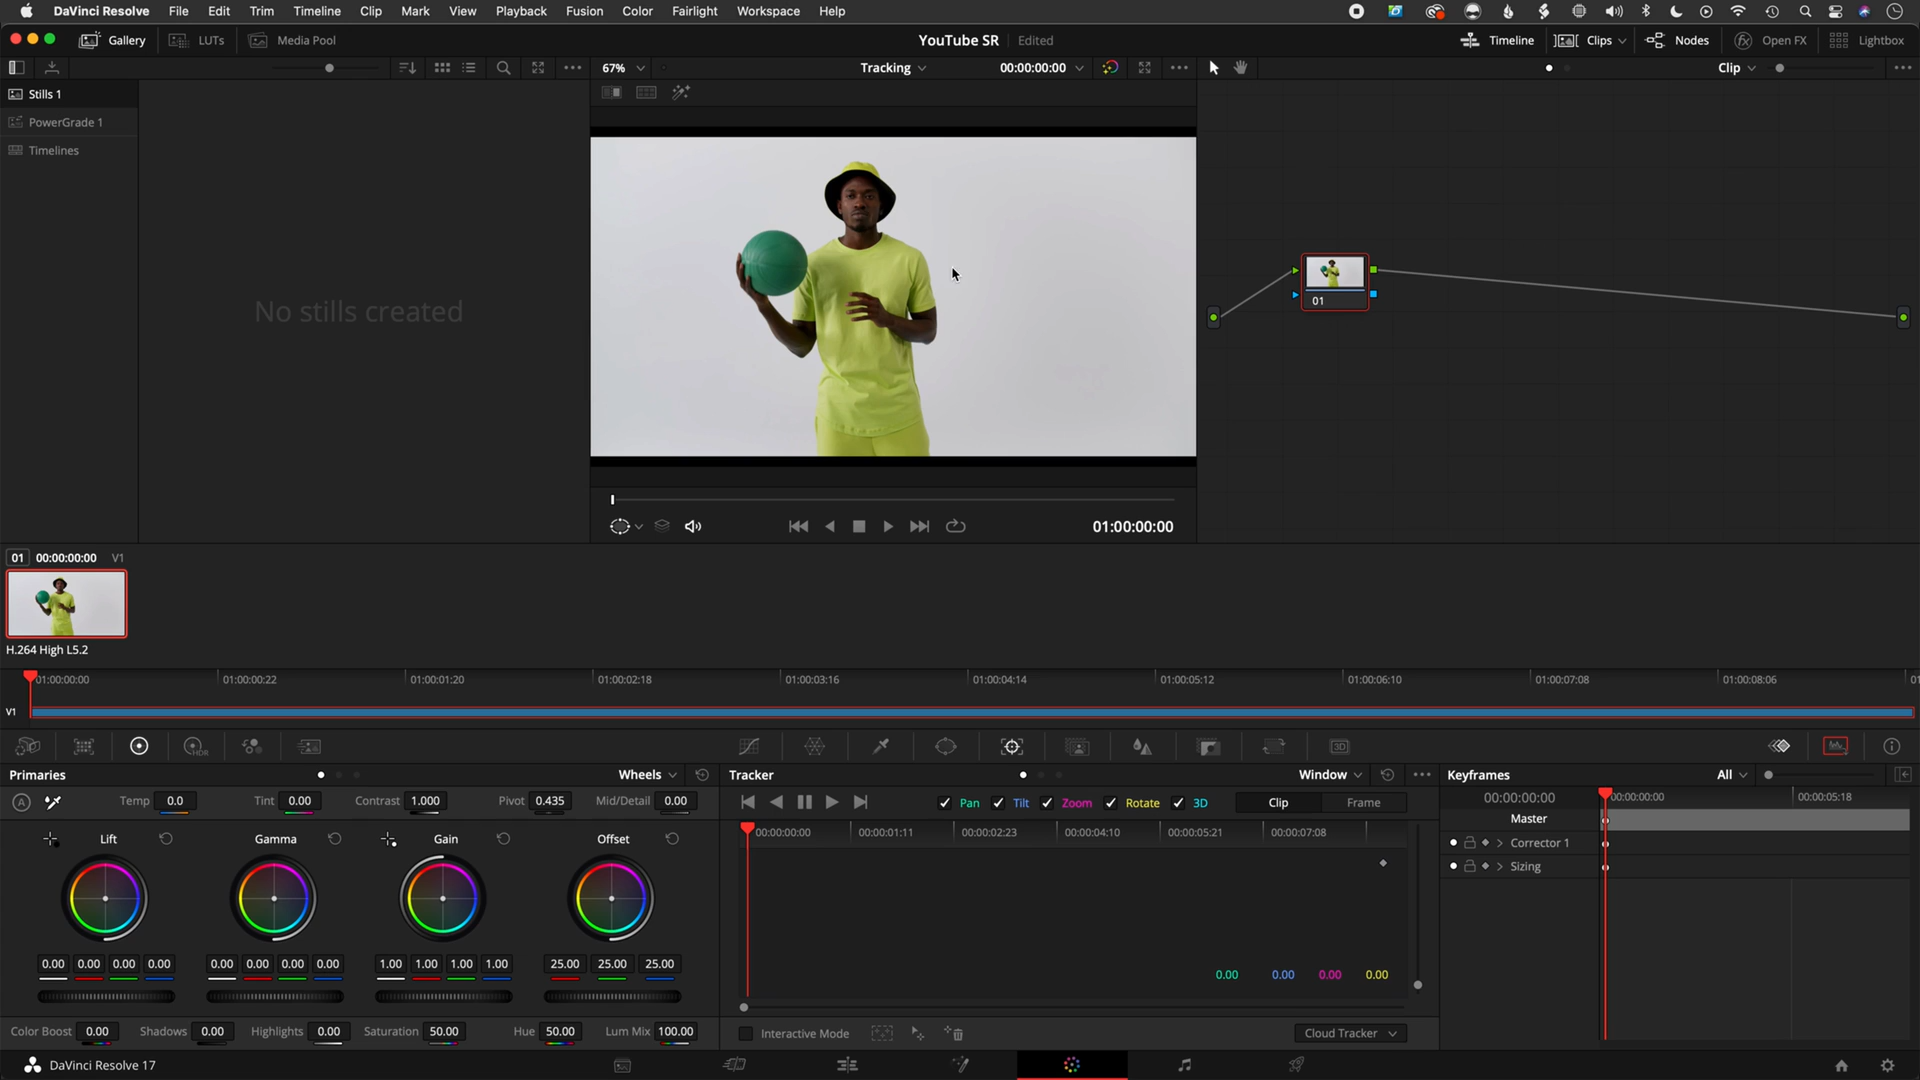 DaVinci Resolve File Edit Trim Timeline Clip Mark View Playback Fusion Color Fairlight Workspace Help
Gallery LUTs Media Pool YouTube SR Edited Timeline Clips Nodes Open FX Lightbox
67% Tracking 00:00:00:00 Clip
Stills 1
PowerGrade 1
Timelines
No stills created
01
01:00:00:00
01 00:00:00:00 V1
H.264 High L5.2
01:00:00:00 01:00:00:22 01:00:01:20 01:00:02:18 01:00:03:16 01:00:04:14 01:00:05:12 01:00:06:10 01:00:07:08 01:00:08:06 01
V1
HDR 3D
Primaries Wheels Tracker Window Keyframes All
A Temp 0.0 Tint 0.00 Contrast 1.000 Pivot 0.435 Mid/Detail 0.00 Pan Tilt Zoom Rotate 3D Clip Frame 00:00:00:00 00:00:00:00 00:00:05:18
Master
Lift Gamma Gain Offset 00:00:00:00 00:00:01:11 00:00:02:23 00:00:04:10 00:00:05:21 00:00:07:08 Corrector 1
Sizing
0.00 0.00 0.00 0.00 0.00 0.00 0.00 0.00 1.00 1.00 1.00 1.00 25.00 25.00 25.00 0.00 0.00 0.00 0.00
Color Boost 0.00 Shadows 0.00 Highlights 0.00 Saturation 50.00 Hue 50.00 Lum Mix 100.00 Interactive Mode Cloud Tracker
DaVinci Resolve 17